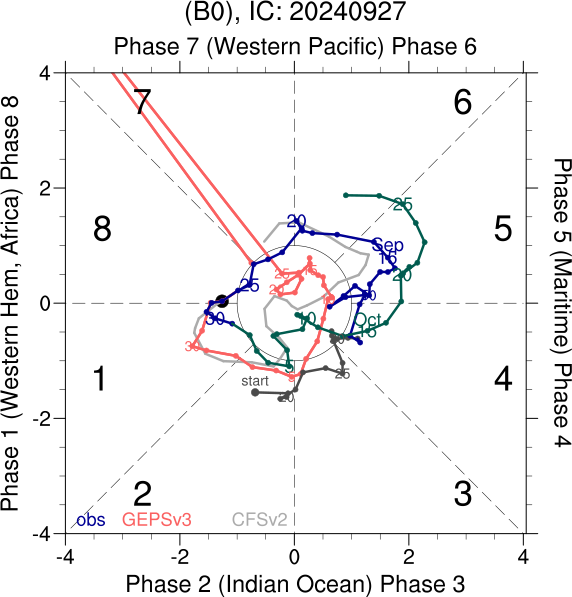 (B0), IC: 20240927
Phase 7 (Western Pacific) Phase 6
Phase 1 (Western Hem, Africa) Phase 8
Phase 5 (Maritime) Phase 4
4
2
0
-2
-4
7
6
8
5
1
4
2
3
20
25
Sep
15
20
25
25
30
Oct
15
10
30
5
start
20
25
obs
GEPSv3
CFSv2
-4
-2
0
2
4
Phase 2 (Indian Ocean) Phase 3